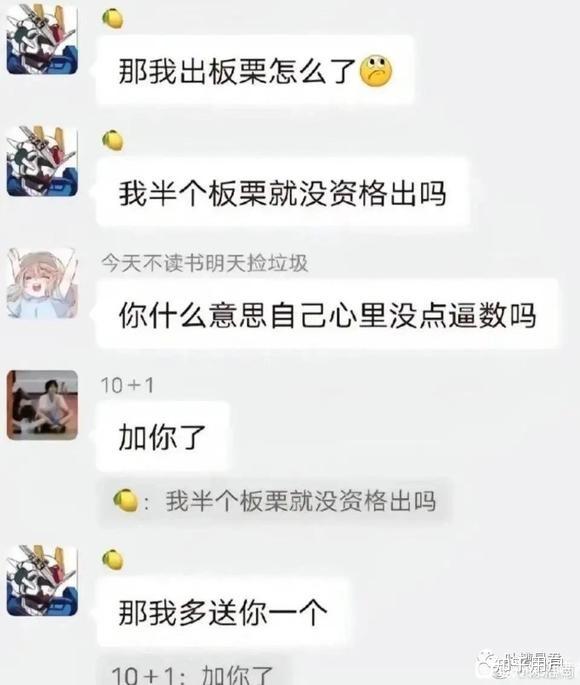 那我出板栗怎么了
我半个板栗就没资格出吗
今天不读书明天捡垃圾
你什么意思自己心里没点逼数吗
10+1
加你了
：我半个板栗就没资格出吗
那我多送你一个
10+1：加你了